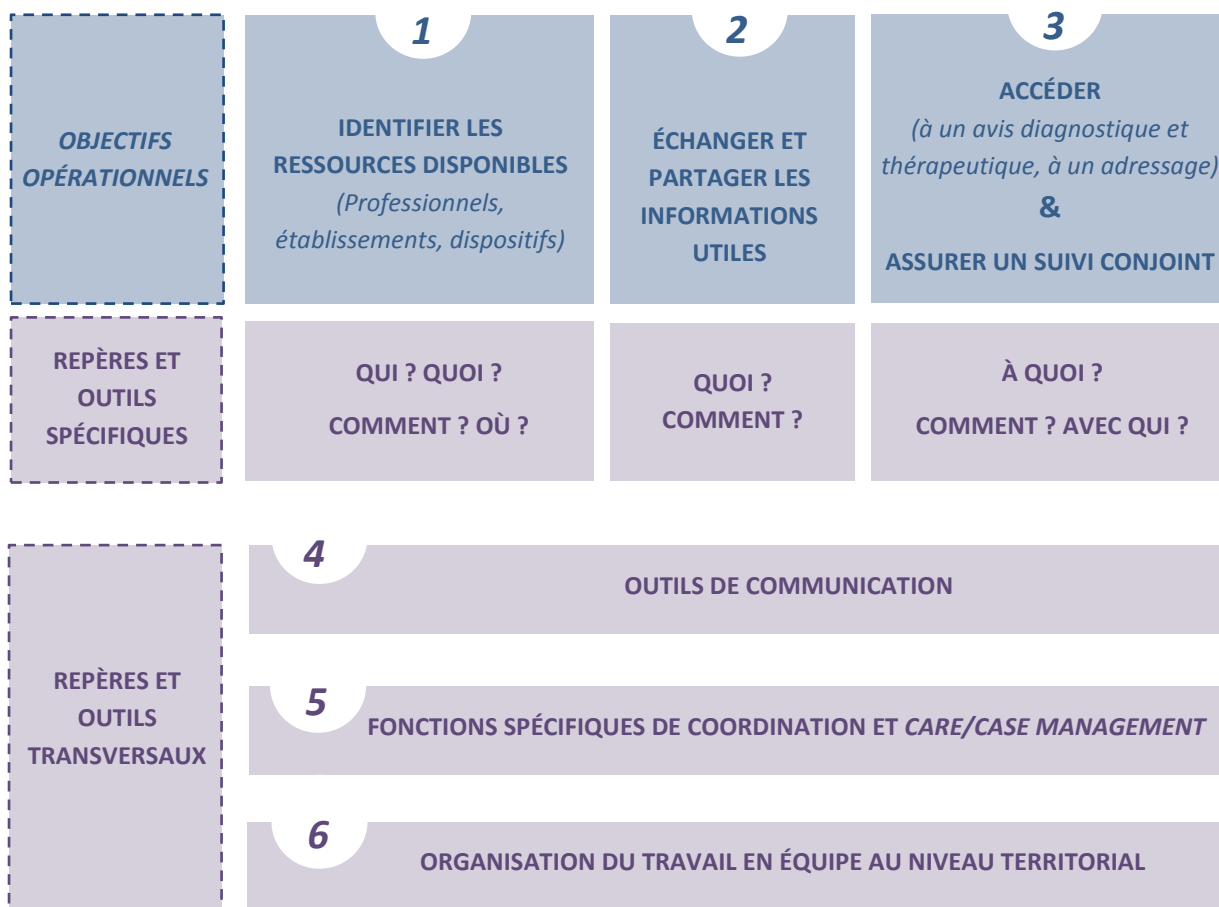 OBJECTIFS
OPÉRATIONNELS
1
IDENTIFIER LES
RESSOURCES DISPONIBLES
(Professionnels,
établissements, dispositifs)
2
ÉCHANGER ET
PARTAGER LES
INFORMATIONS
UTILES
3
ACCÉDER
(à un avis diagnostique et
thérapeutique, à un adressage)
&
ASSURER UN SUIVI CONJOINT
REPÈRES ET
OUTILS
SPÉCIFIQUES
QUI ? QUOI ?
COMMENT ? OÙ ?
QUOI ?
COMMENT ?
À QUOI ?
COMMENT ? AVEC QUI ?
REPÈRES ET
OUTILS
TRANSVERSAUX
4
OUTILS DE COMMUNICATION
5
FONCTIONS SPÉCIFIQUES DE COORDINATION ET CARE/CASE MANAGEMENT
6
ORGANISATION DU TRAVAIL EN ÉQUIPE AU NIVEAU TERRITORIAL